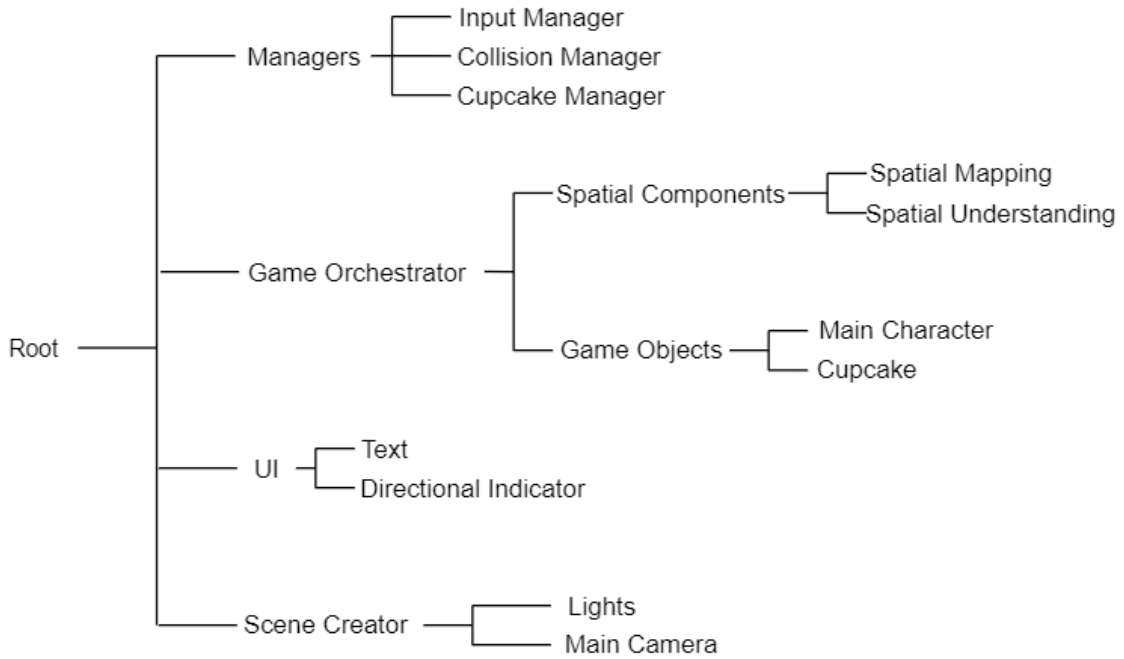 Input Manager
Managers
Collision Manager
Cupcake Manager
Spatial Mapping
Spatial Components
Spatial Understanding
Game Orchestrator
Main Character
Root
Game Objects
Cupcake
Text
UI
Directional Indicator
Lights
Scene Creator
Main Camera